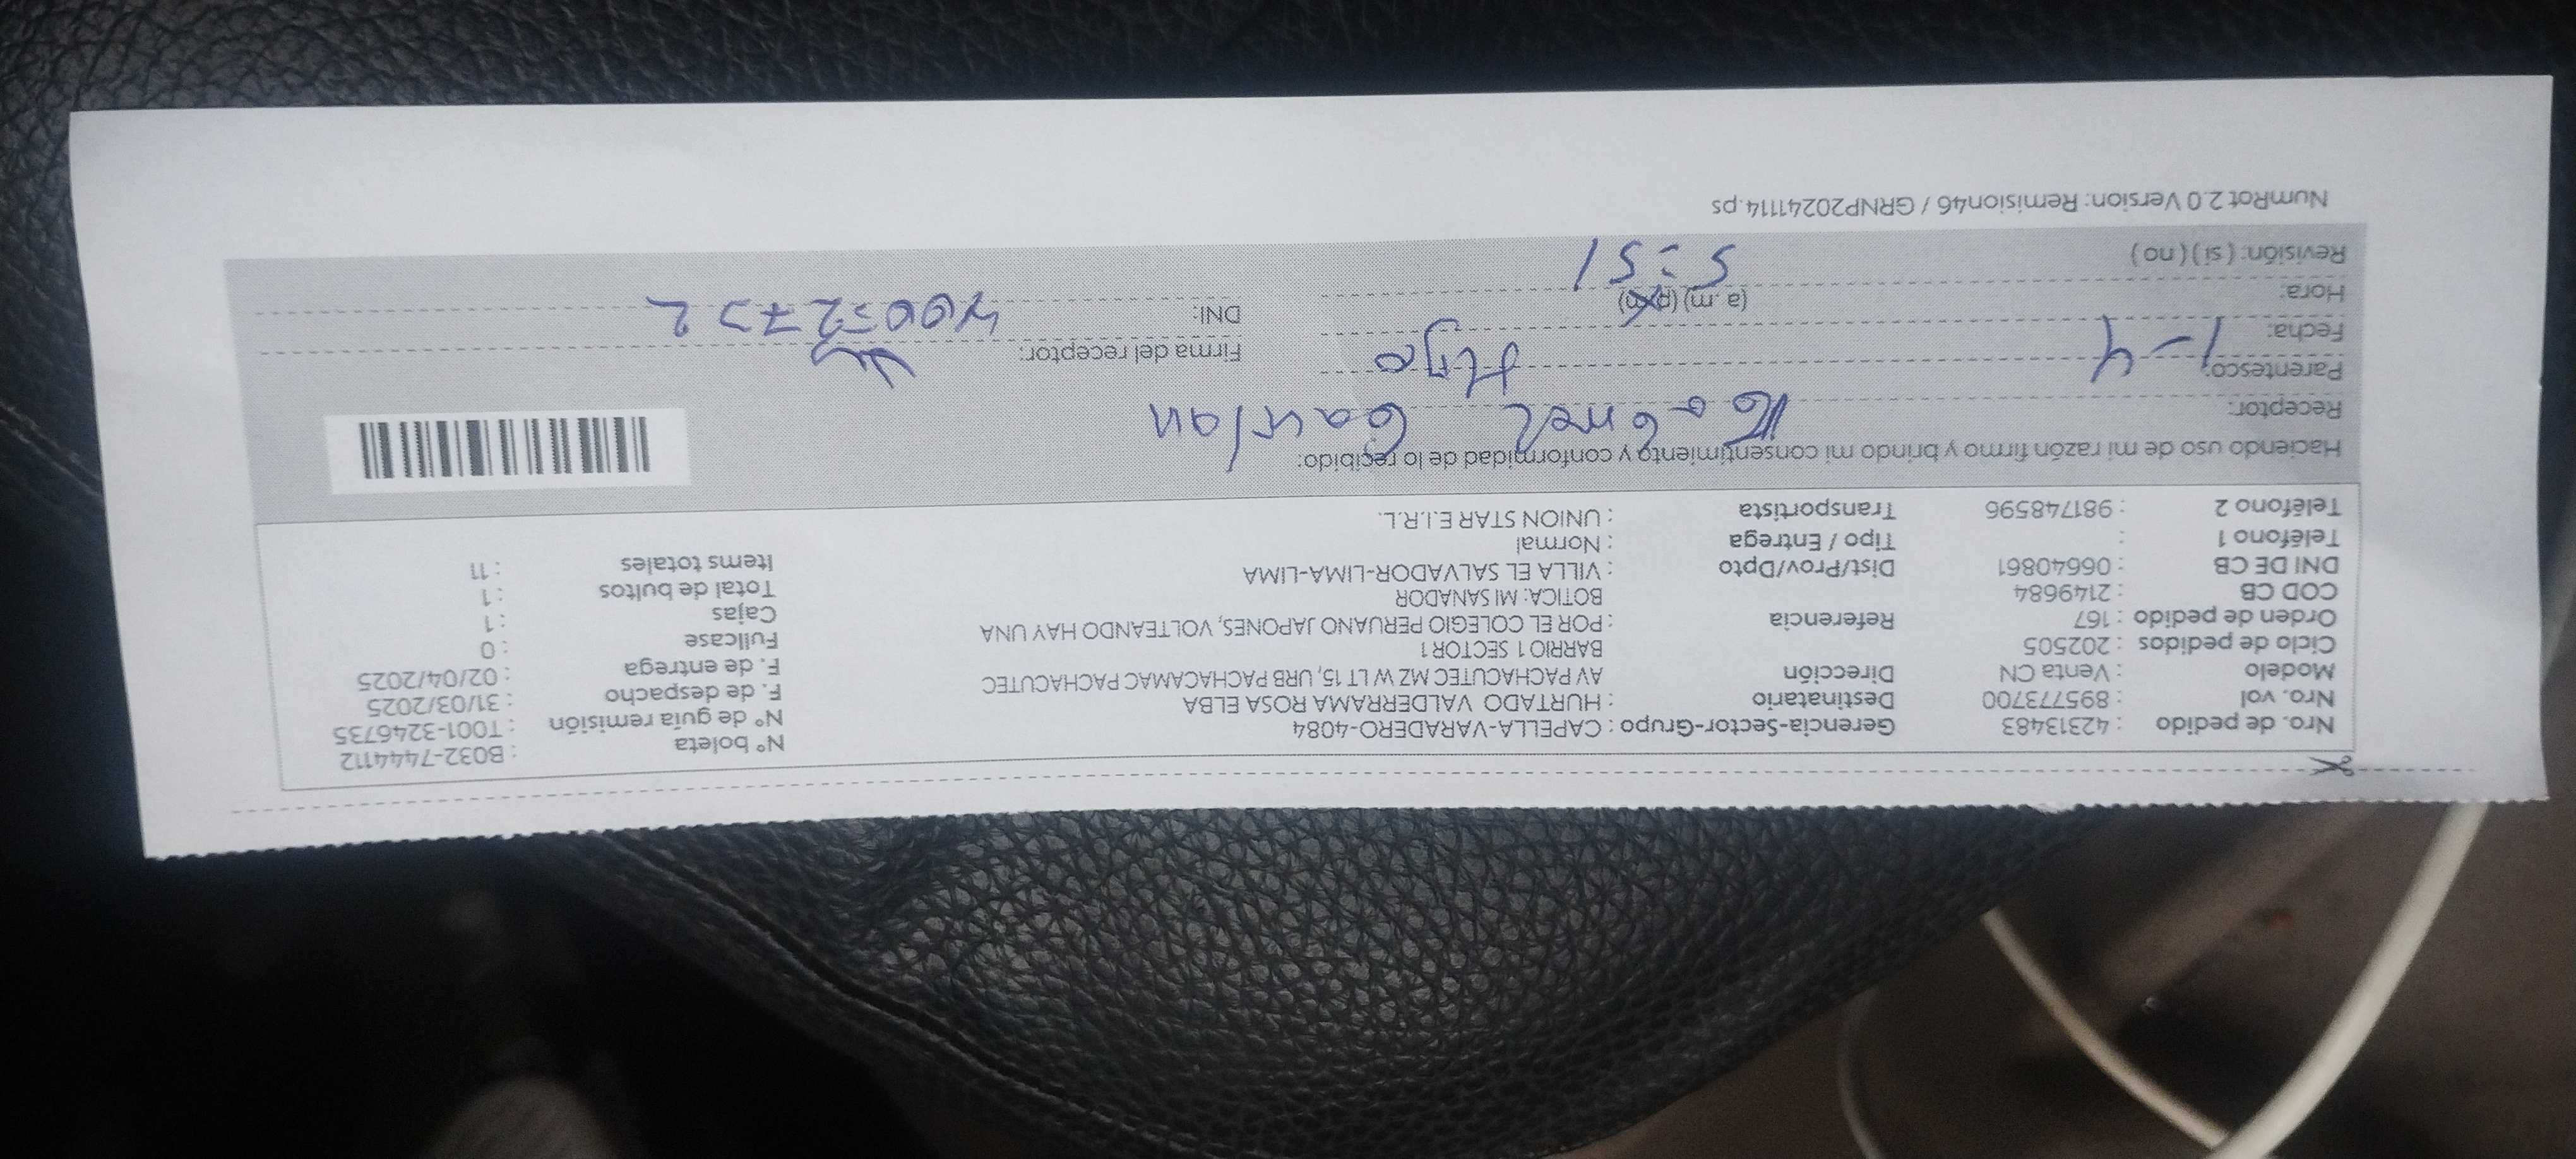 Nro. de pedido : 42313483 Gerencia-Sector-Grupo : CAPELLA-VARADERO-4084 N° boleta : B032-7444112
Nro. vol : 895773700 Destinatario : HURTADO VALDERRAMA ROSA ELBA N° de guía remisión : T001-3246735
Modelo : Venta CN Dirección AV PACHACUTEC MZ W LT 15, URB PACHACAMAC PACHACUTEC F. de despacho : 31/03/2025
Ciclo de pedidos : 202505 BARRIO 1 SECTOR 1 F. de entrega : 02/04/2025
Orden de pedido : 167 Referencia : POR EL COLEGIO PERUANO JAPONES, VOLTEANDO HAY UNA Fullcase : 0
COD CB : 2149684 BOTICA: MI SANADOR Cajas : 1
DNI DE CB : 06640861 Dist/Prov/Dpto : VILLA EL SALVADOR-LIMA-LIMA Total de bultos : 1
Teléfono 1 : Tipo / Entrega : Normal Items totales : 11
Teléfono 2 : 981748596 Transportista : UNION STAR E.I.R.L.
Haciendo uso de mi razón firmo y brindo mi consentimiento y conformidad de lo recibido:
Receptor:
Parentesco: Hijo Firma del receptor:
Fecha: 1-4 DNI:
Hora: (a.m) (p.m) 5:51
Revisión: (si) (no)
NumRot 2.0 Version: Remision46 / GRNP20241114.ps